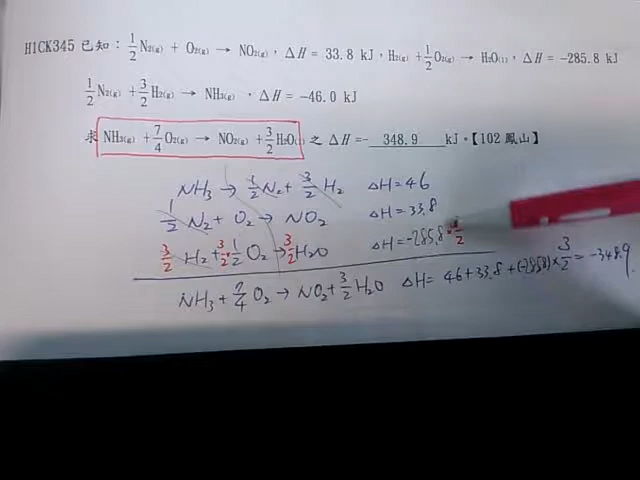 H1CK345 已知：1/2 N₂(g) + O₂(g) → NO₂(g)，ΔH = 33.8 kJ，H₂(g) + 1/2 O₂(g) → H₂O(l)，ΔH = -285.8 kJ
1/2 N₂(g) + 3/2 H₂(g) → NH₃(g)，ΔH = -46.0 kJ
求 NH₃(g) + 7/4 O₂(g) → NO₂(g) + 3/2 H₂O(l) 之 ΔH = - 348.9 kJ。【102 鳳山】
NH₃ → 1/2 N₂ + 3/2 H₂ ΔH = 46
1/2 N₂ + O₂ → NO₂ ΔH = 33.8
3/2 H₂ + 3/2 · 1/2 O₂ → 3/2 H₂O ΔH = -285.8 × 3/2
NH₃ + 7/4 O₂ → NO₂ + 3/2 H₂O ΔH = 46 + 33.8 + (-285.8) × 3/2 = -348.9